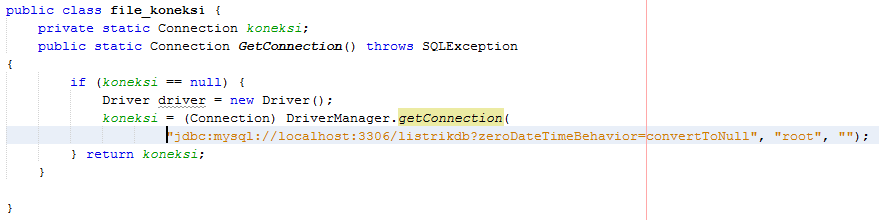 public class file_koneksi {
    private static Connection koneksi;
    public static Connection GetConnection() throws SQLException
{
        if (koneksi == null) {
            Driver driver = new Driver();
            koneksi = (Connection) DriverManager.getConnection(
                    "jdbc:mysql://localhost:3306/listrikdb?zeroDateTimeBehavior=convertToNull", "root", "");
        } return koneksi;
    }
}